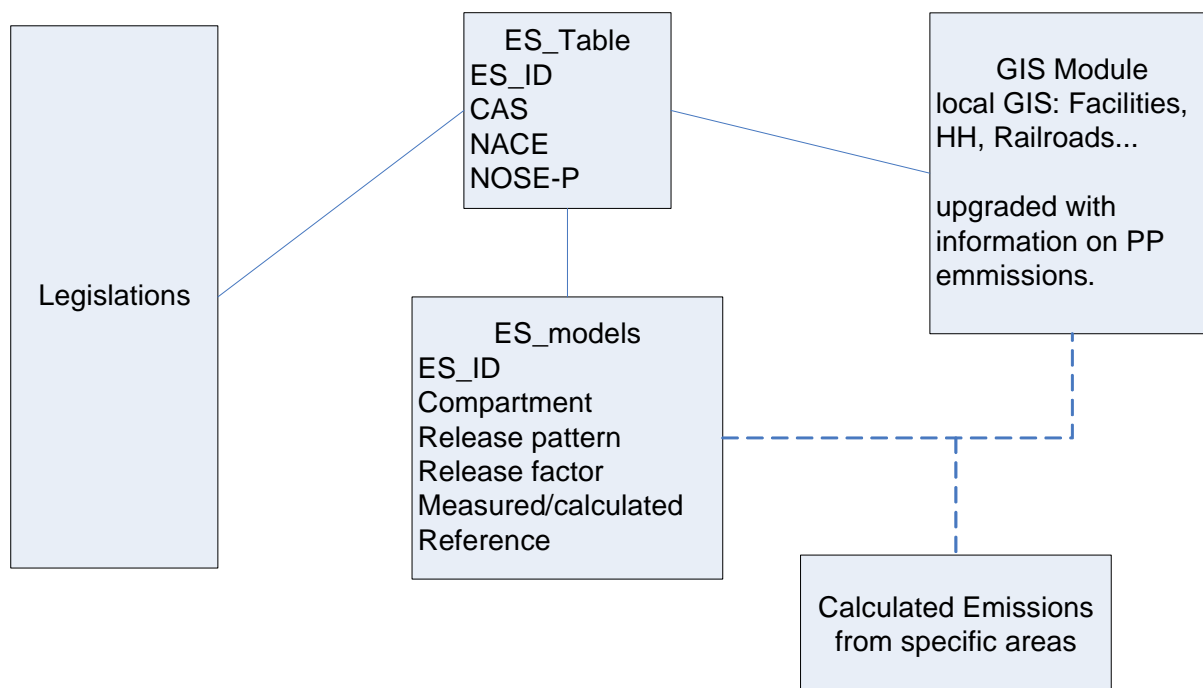 Legislations
ES_Table
ES_ID
CAS
NACE
NOSE-P
GIS Module
local GIS: Facilities,
HH, Railroads...
upgraded with
information on PP
emmissions.
ES_models
ES_ID
Compartment
Release pattern
Release factor
Measured/calculated
Reference
Calculated Emissions
from specific areas